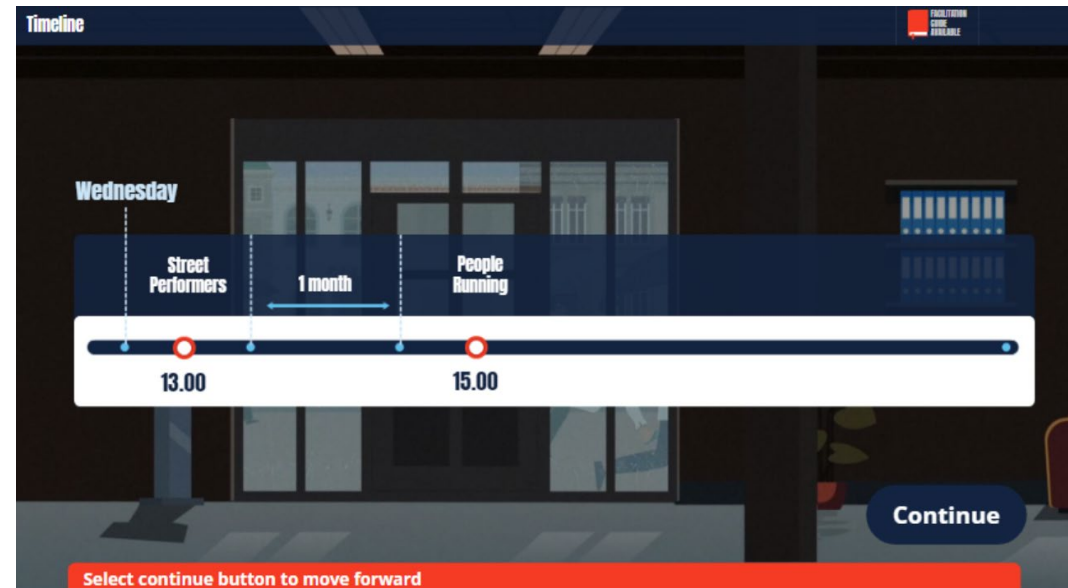 Timeline
FACILITATION
GUIDE
AVAILABLE
Wednesday
Street
Performers
1 month
People
Running
13.00
15.00
Continue
Select continue button to move forward